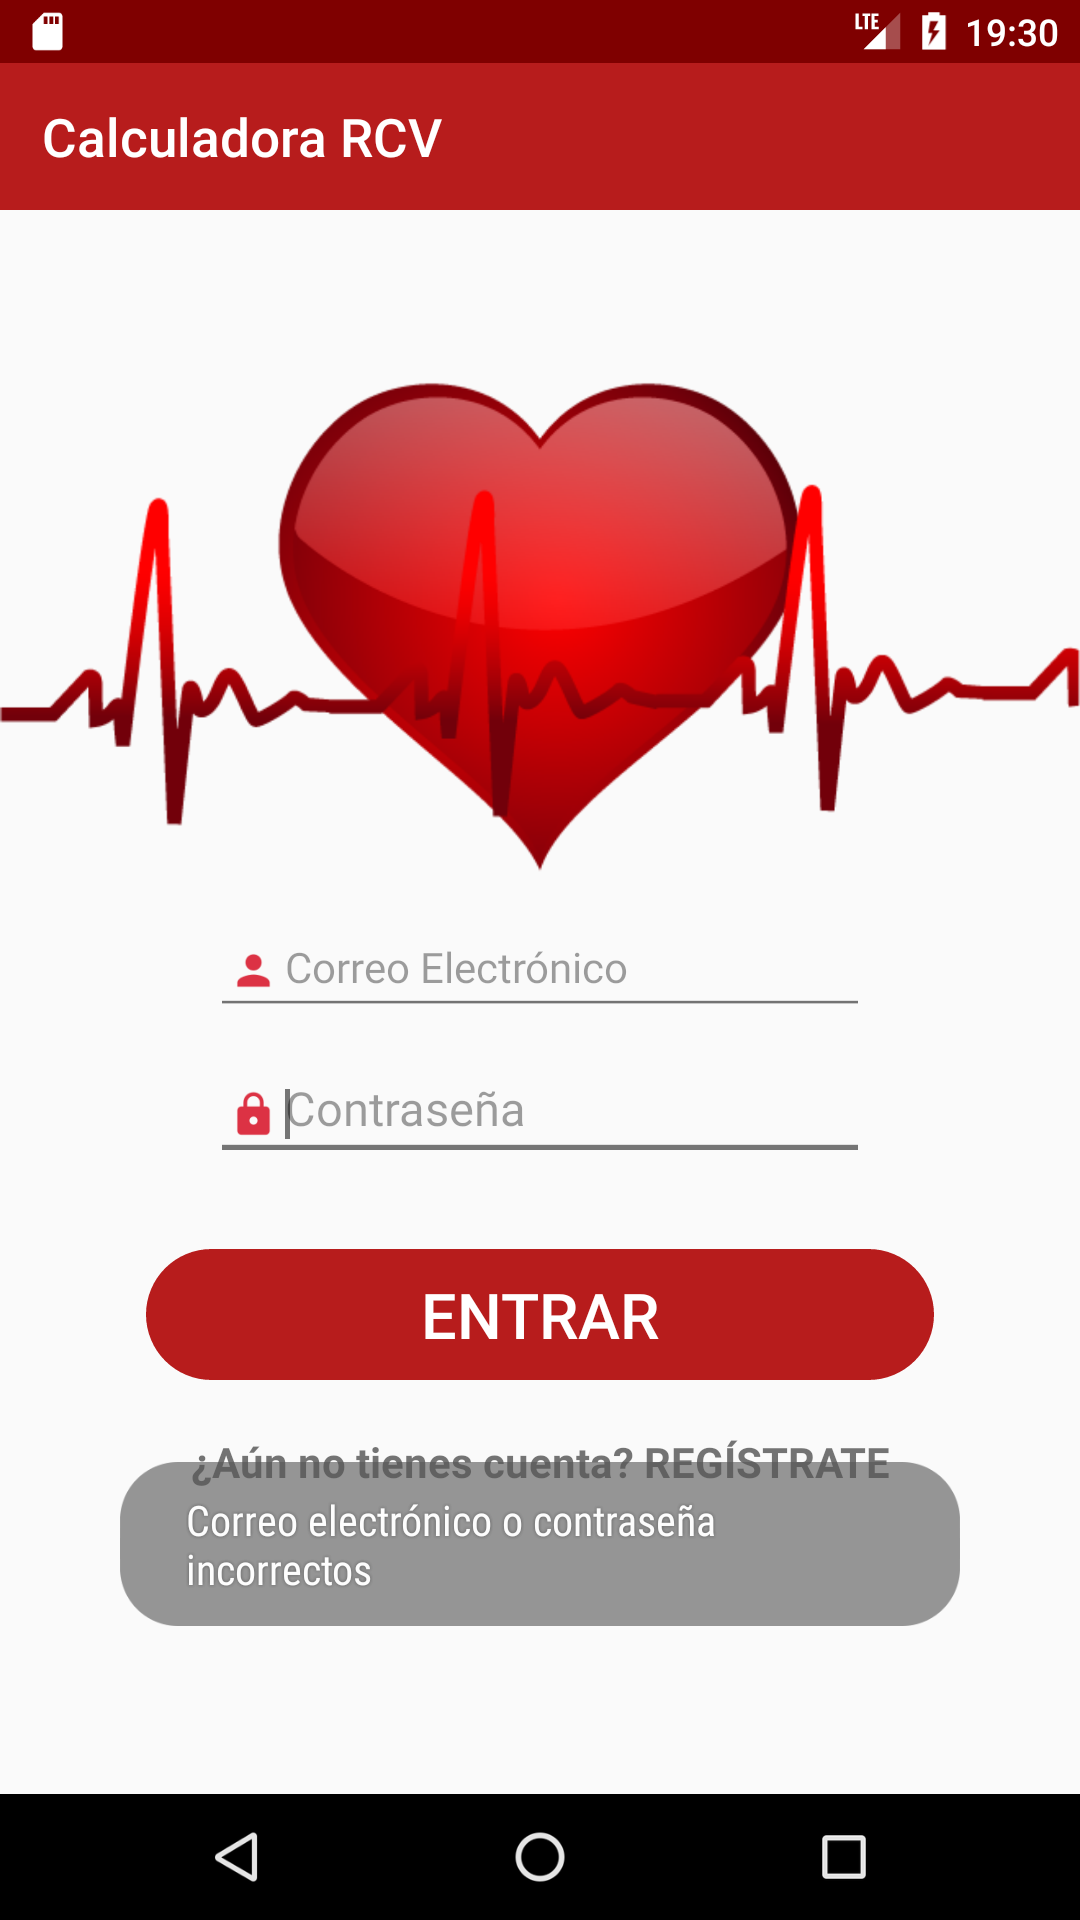 LTE 19:30
Calculadora RCV
Correo Electrónico
Contraseña
ENTRAR
¿Aún no tienes cuenta? REGÍSTRATE
Correo electrónico o contraseña
incorrectos